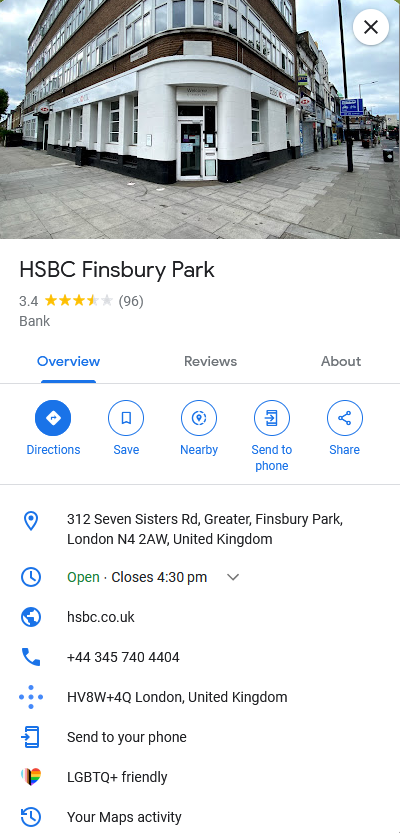 HSBC Finsbury Park
3.4 (96)
Bank
Overview Reviews About
Directions Save Nearby Send to phone Share
312 Seven Sisters Rd, Greater, Finsbury Park,
London N4 2AW, United Kingdom
Open · Closes 4:30 pm
hsbc.co.uk
+44 345 740 4404
HV8W+4Q London, United Kingdom
Send to your phone
LGBTQ+ friendly
Your Maps activity